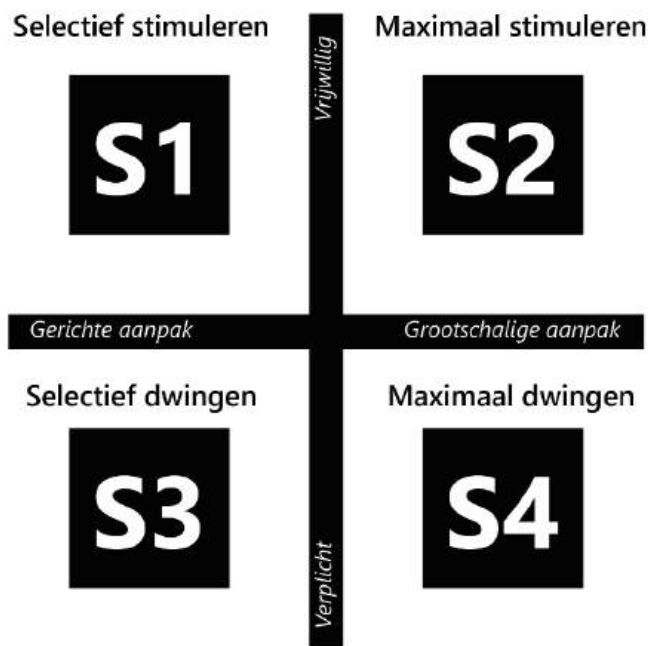 Selectief stimuleren
Maximaal stimuleren
Vrijwillig
S1
S2
Gerichte aanpak
Grootschalige aanpak
Selectief dwingen
Maximaal dwingen
S3
S4
Verplicht